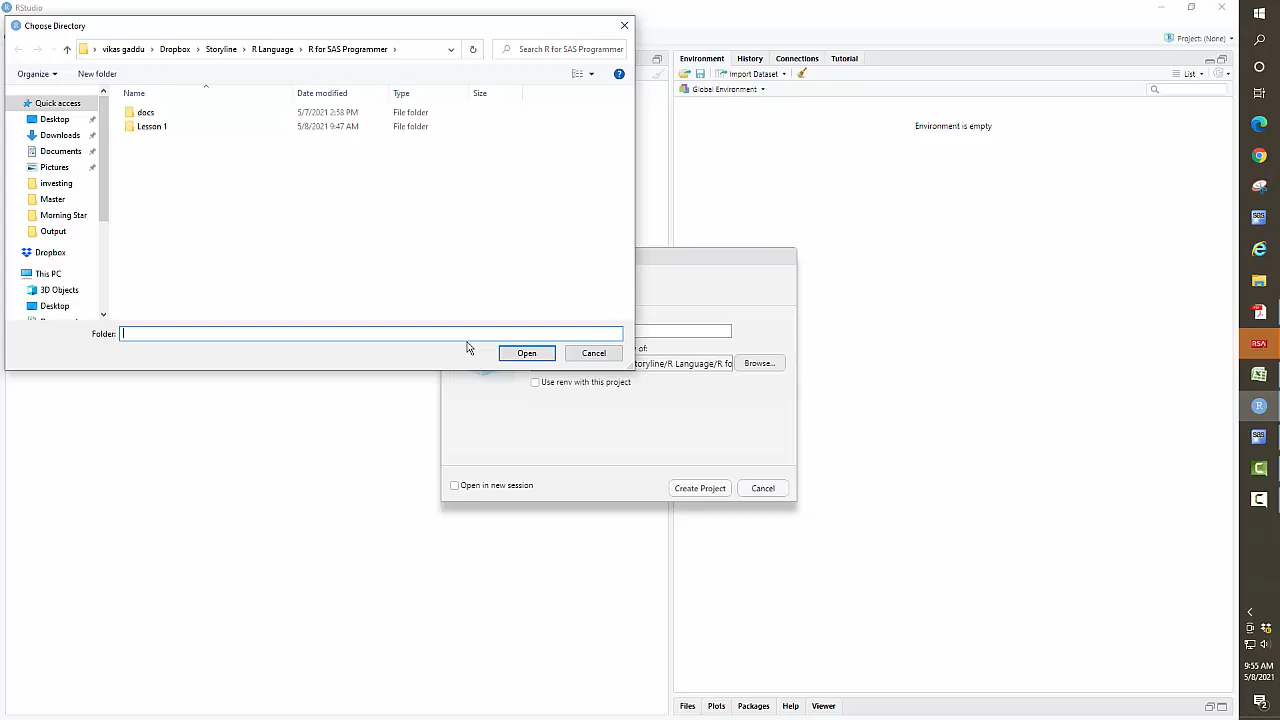 RStudio
Choose Directory
vikas gaddu > Dropbox > Storyline > R Language > R for SAS Programmer >
Search R for SAS Programmer
Project: (None)
Organize
New folder
Environment
History
Connections
Tutorial
Import Dataset
List
Global Environment
Name
Date modified
Type
Size
Quick access
Desktop
Downloads
Documents
Pictures
investing
Master
Morning Star
Output
Dropbox
This PC
3D Objects
Desktop
docs
5/7/2021 2:58 PM
File folder
Lesson 1
5/8/2021 9:47 AM
File folder
Environment is empty
Folder:
Open
Cancel
of:
toryline/R Language/R fo
Browse...
Use renv with this project
Open in new session
Create Project
Cancel
Files
Plots
Packages
Help
Viewer
RSA
9:55 AM
5/8/2021